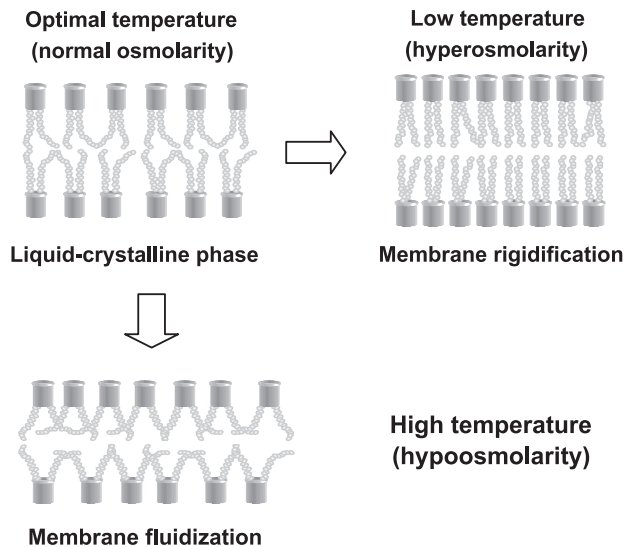 Optimal temperature
(normal osmolarity)
Low temperature
(hyperosmolarity)
Liquid-crystalline phase
Membrane rigidification
High temperature
(hypoosmolarity)
Membrane fluidization